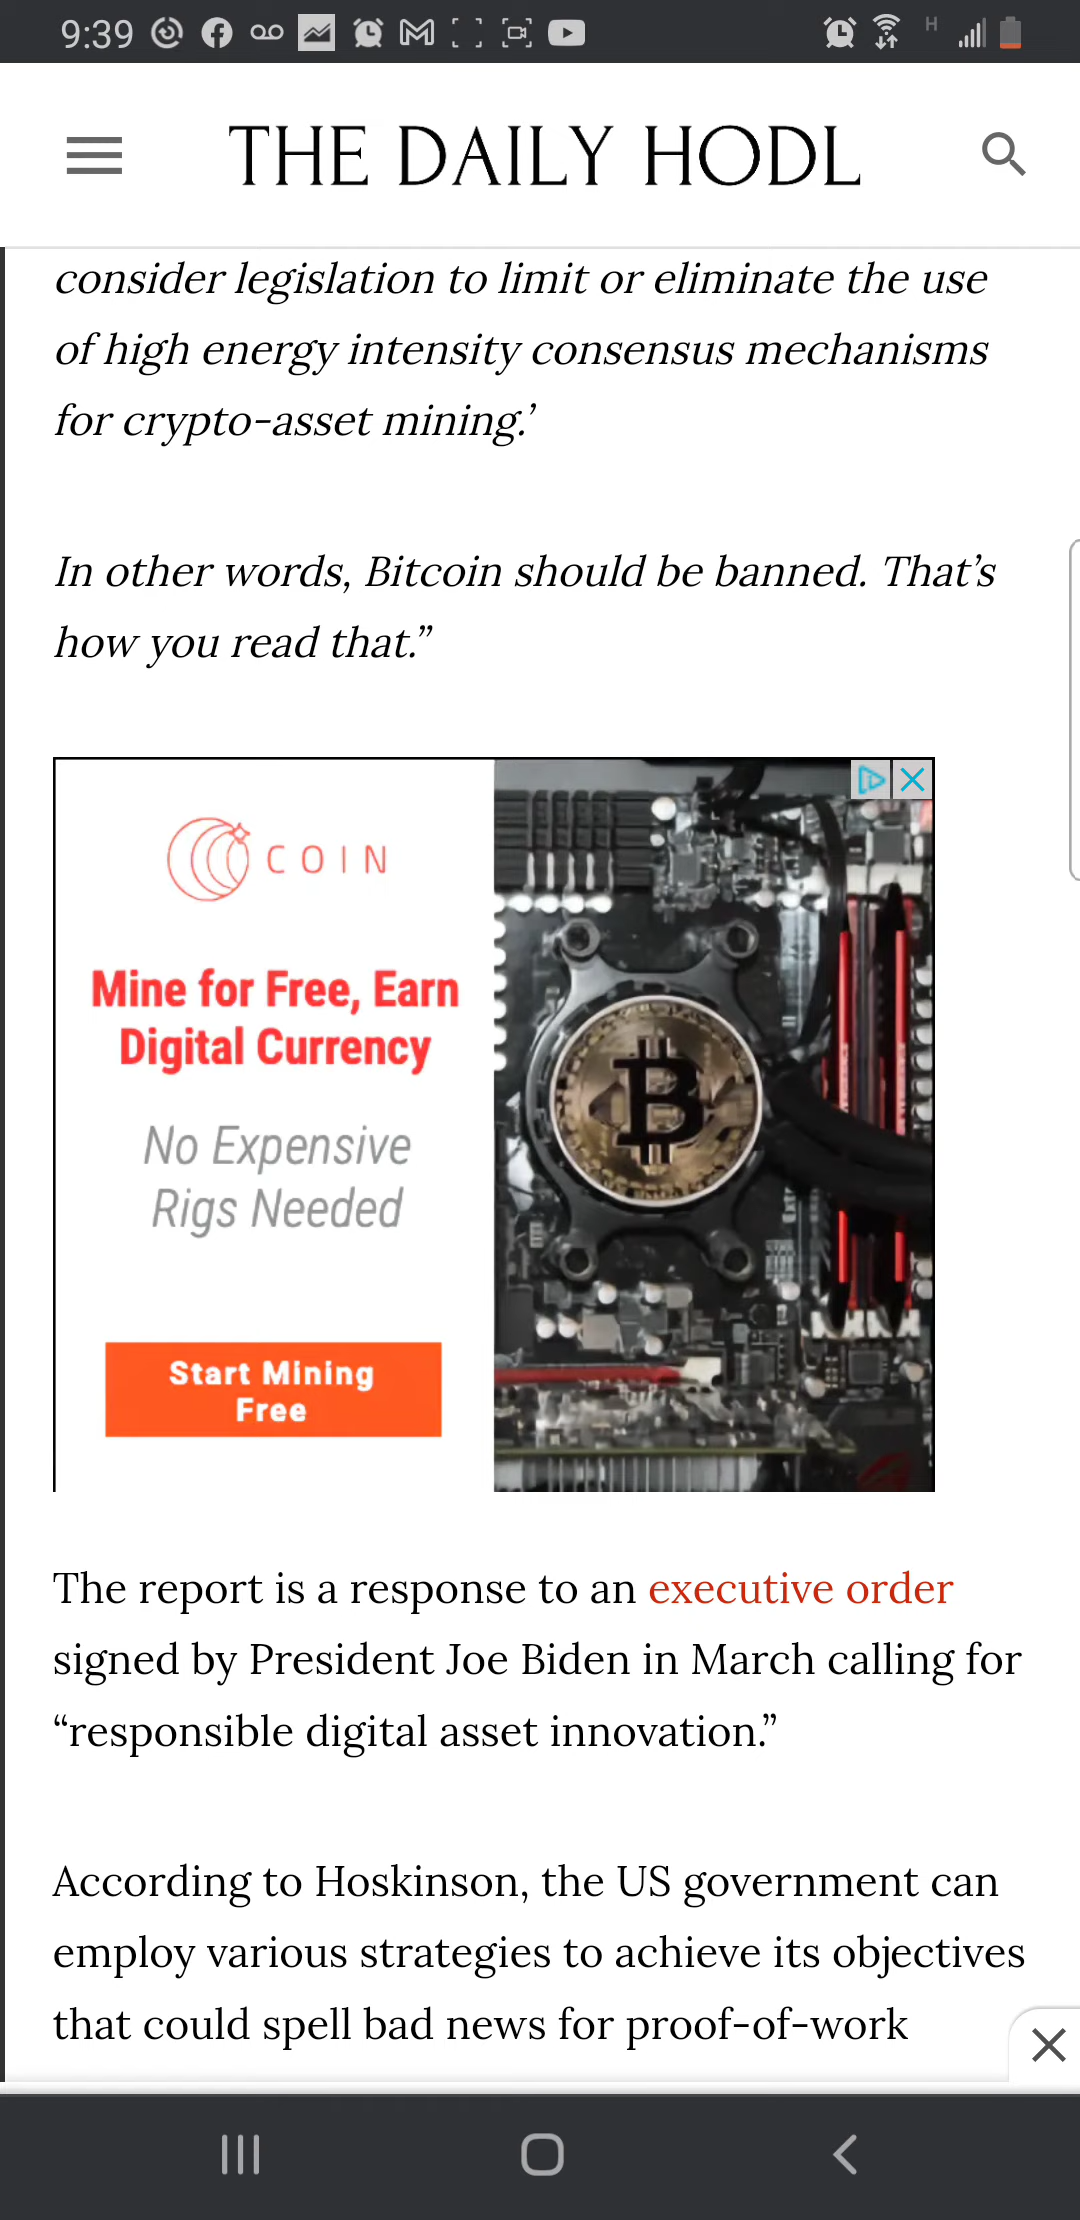 9:39
H
THE DAILY HODL
consider legislation to limit or eliminate the use
of high energy intensity consensus mechanisms
for crypto-asset mining.’
In other words, Bitcoin should be banned. That’s
how you read that.”
COIN
Mine for Free, Earn
Digital Currency
No Expensive
Rigs Needed
Start Mining
Free
The report is a response to an executive order
signed by President Joe Biden in March calling for
“responsible digital asset innovation.”
According to Hoskinson, the US government can
employ various strategies to achieve its objectives
that could spell bad news for proof-of-work